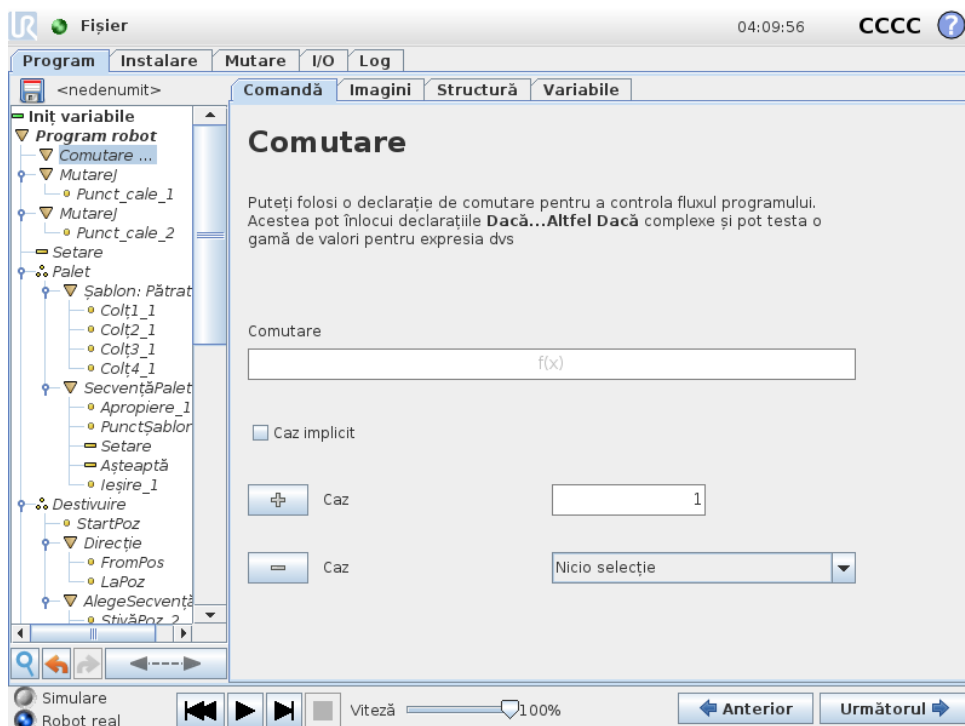 UR
Fișier
04:09:56
CCCC
?
Program Instalare Mutare I/O Log
<nedenumit>
Comandă Imagini Structură Variabile
Iniț variabile
Program robot
Comutare ...
MutareJ
Punct_cale_1
MutareJ
Punct_cale_2
Setare
Palet
Șablon: Pătrat
Colț1_1
Colț2_1
Colț3_1
Colț4_1
SecvențăPalet
Apropiere_1
PunctȘablor
Setare
Așteaptă
Ieșire_1
Destivuire
StartPoz
Direcție
FromPos
LaPoz
AlegeSecvență
StivăPoz_2
Comutare
Puteți folosi o declarație de comutare pentru a controla fluxul programului.
Acestea pot înlocui declarațiile Dacă...Altfel Dacă complexe și pot testa o
gamă de valori pentru expresia dvs
Comutare
f(x)
Caz implicit
Caz 1
Caz Nicio selecție
Simulare
Robot real
Viteză 100%
Anterior Următorul